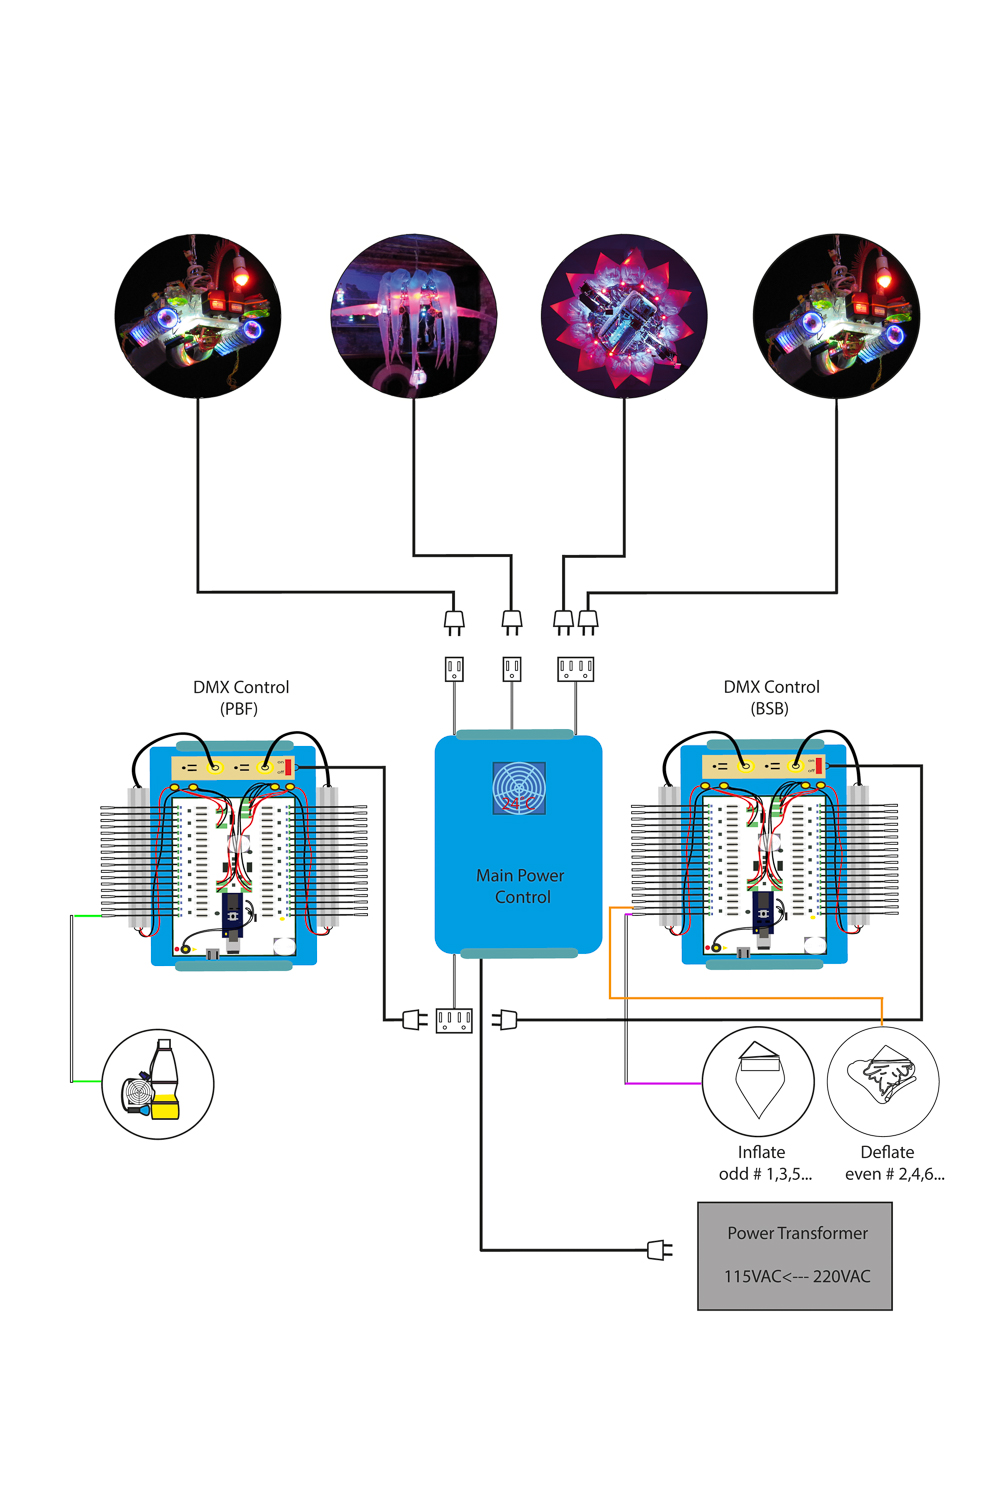 DMX Control
(PBF)
DMX Control
(BSB)
24 C
Main Power
Control
Inflate
odd # 1,3,5...
Deflate
even # 2,4,6...
Power Transformer
115VAC<--- 220VAC